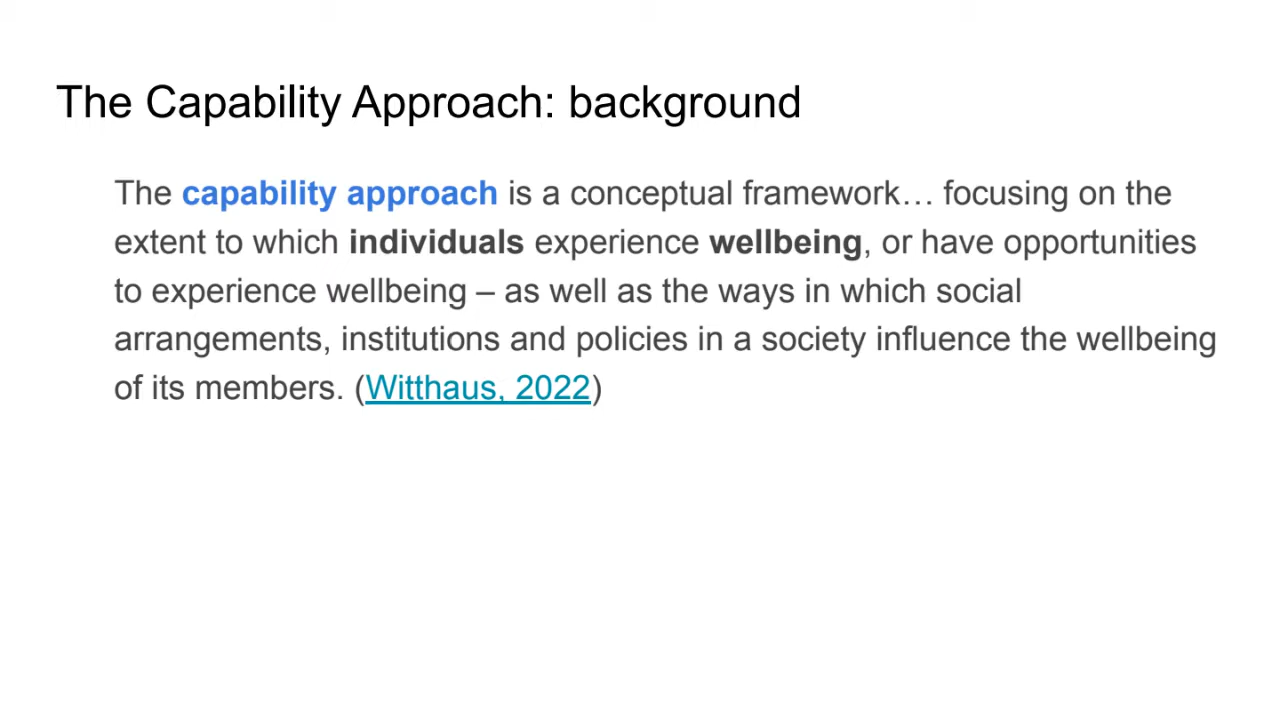 The Capability Approach: background
The capability approach is a conceptual framework… focusing on the
extent to which individuals experience wellbeing, or have opportunities
to experience wellbeing – as well as the ways in which social
arrangements, institutions and policies in a society influence the wellbeing
of its members. (Witthaus, 2022)